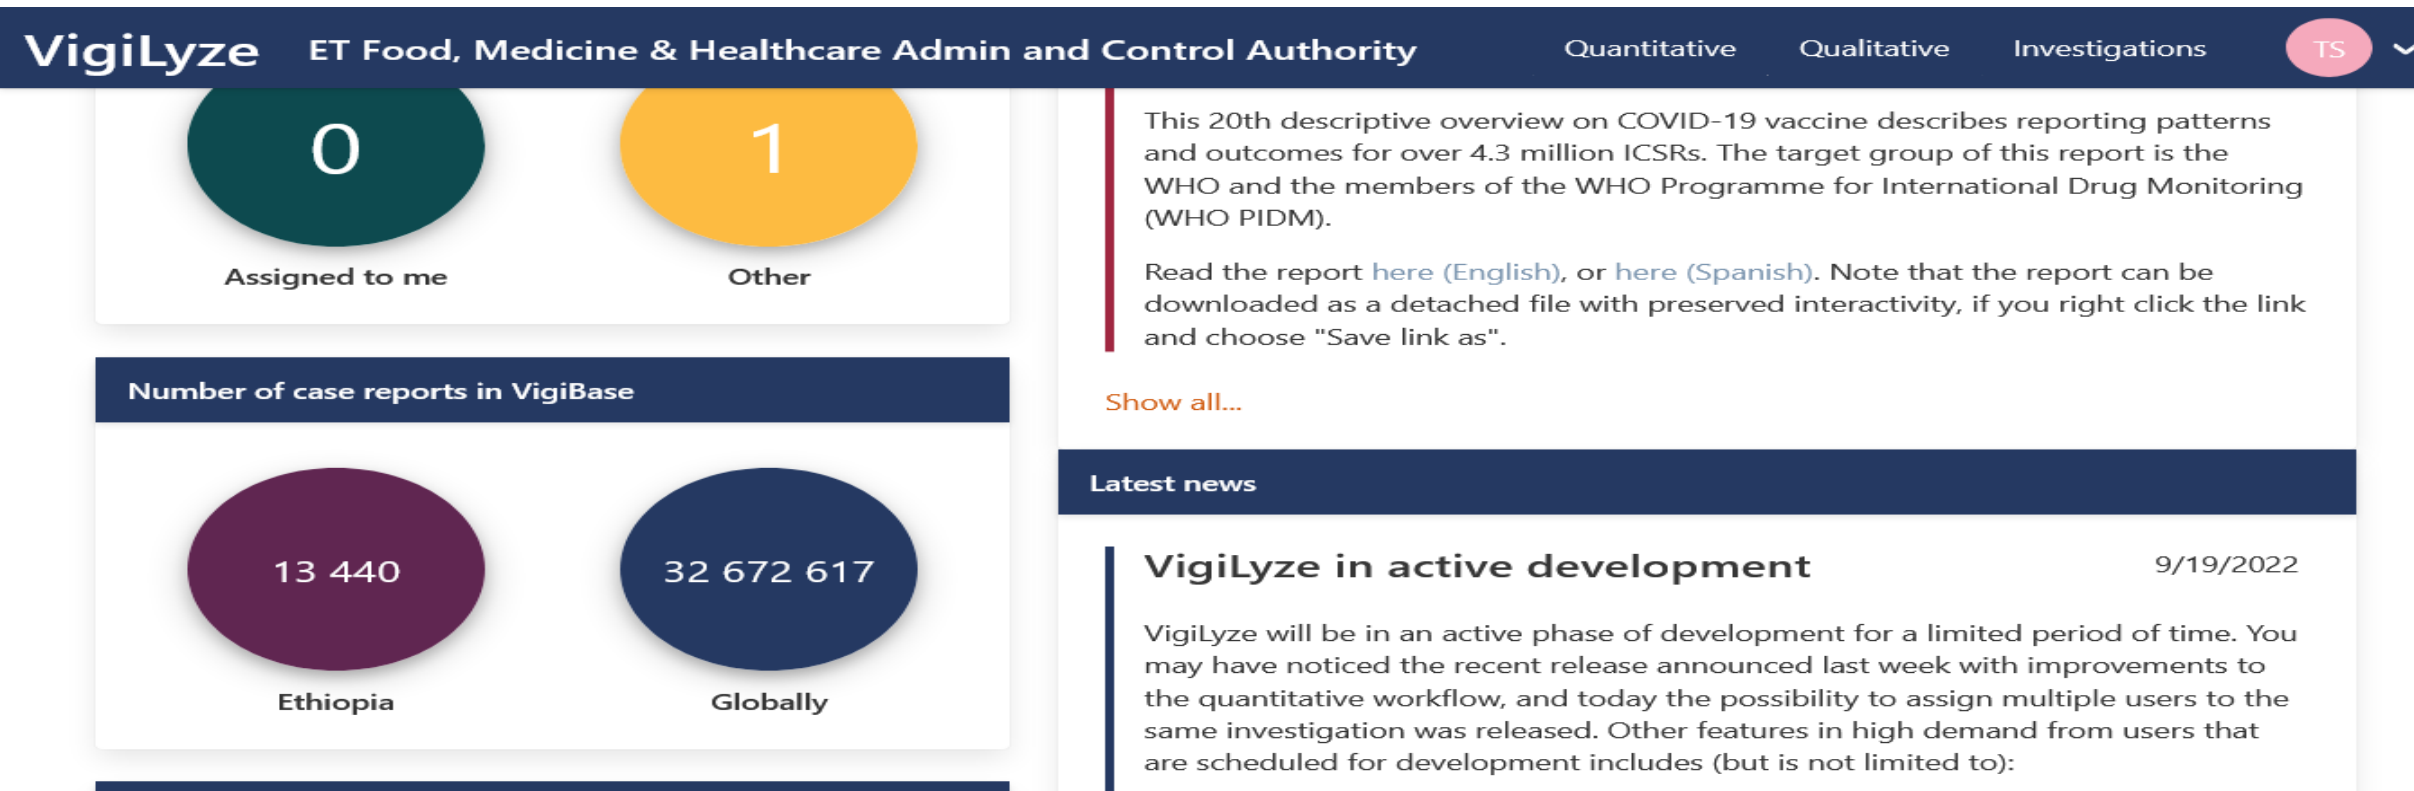 VigiLyze ET Food, Medicine & Healthcare Admin and Control Authority Quantitative Qualitative Investigations TS
0 1
Assigned to me Other
Number of case reports in VigiBase
13 440 32 672 617
Ethiopia Globally
This 20th descriptive overview on COVID-19 vaccine describes reporting patterns
and outcomes for over 4.3 million ICSRs. The target group of this report is the
WHO and the members of the WHO Programme for International Drug Monitoring
(WHO PIDM).
Read the report here (English), or here (Spanish). Note that the report can be
downloaded as a detached file with preserved interactivity, if you right click the link
and choose "Save link as".
Show all...
Latest news
VigiLyze in active development 9/19/2022
VigiLyze will be in an active phase of development for a limited period of time. You
may have noticed the recent release announced last week with improvements to
the quantitative workflow, and today the possibility to assign multiple users to the
same investigation was released. Other features in high demand from users that
are scheduled for development includes (but is not limited to):